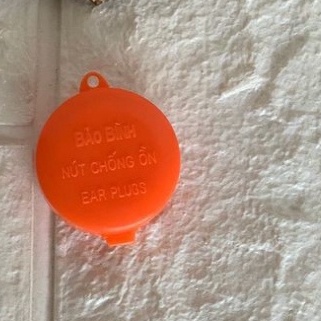 BẢO BÌNH
NÚT CHỐNG ỒN
EAR PLUGS